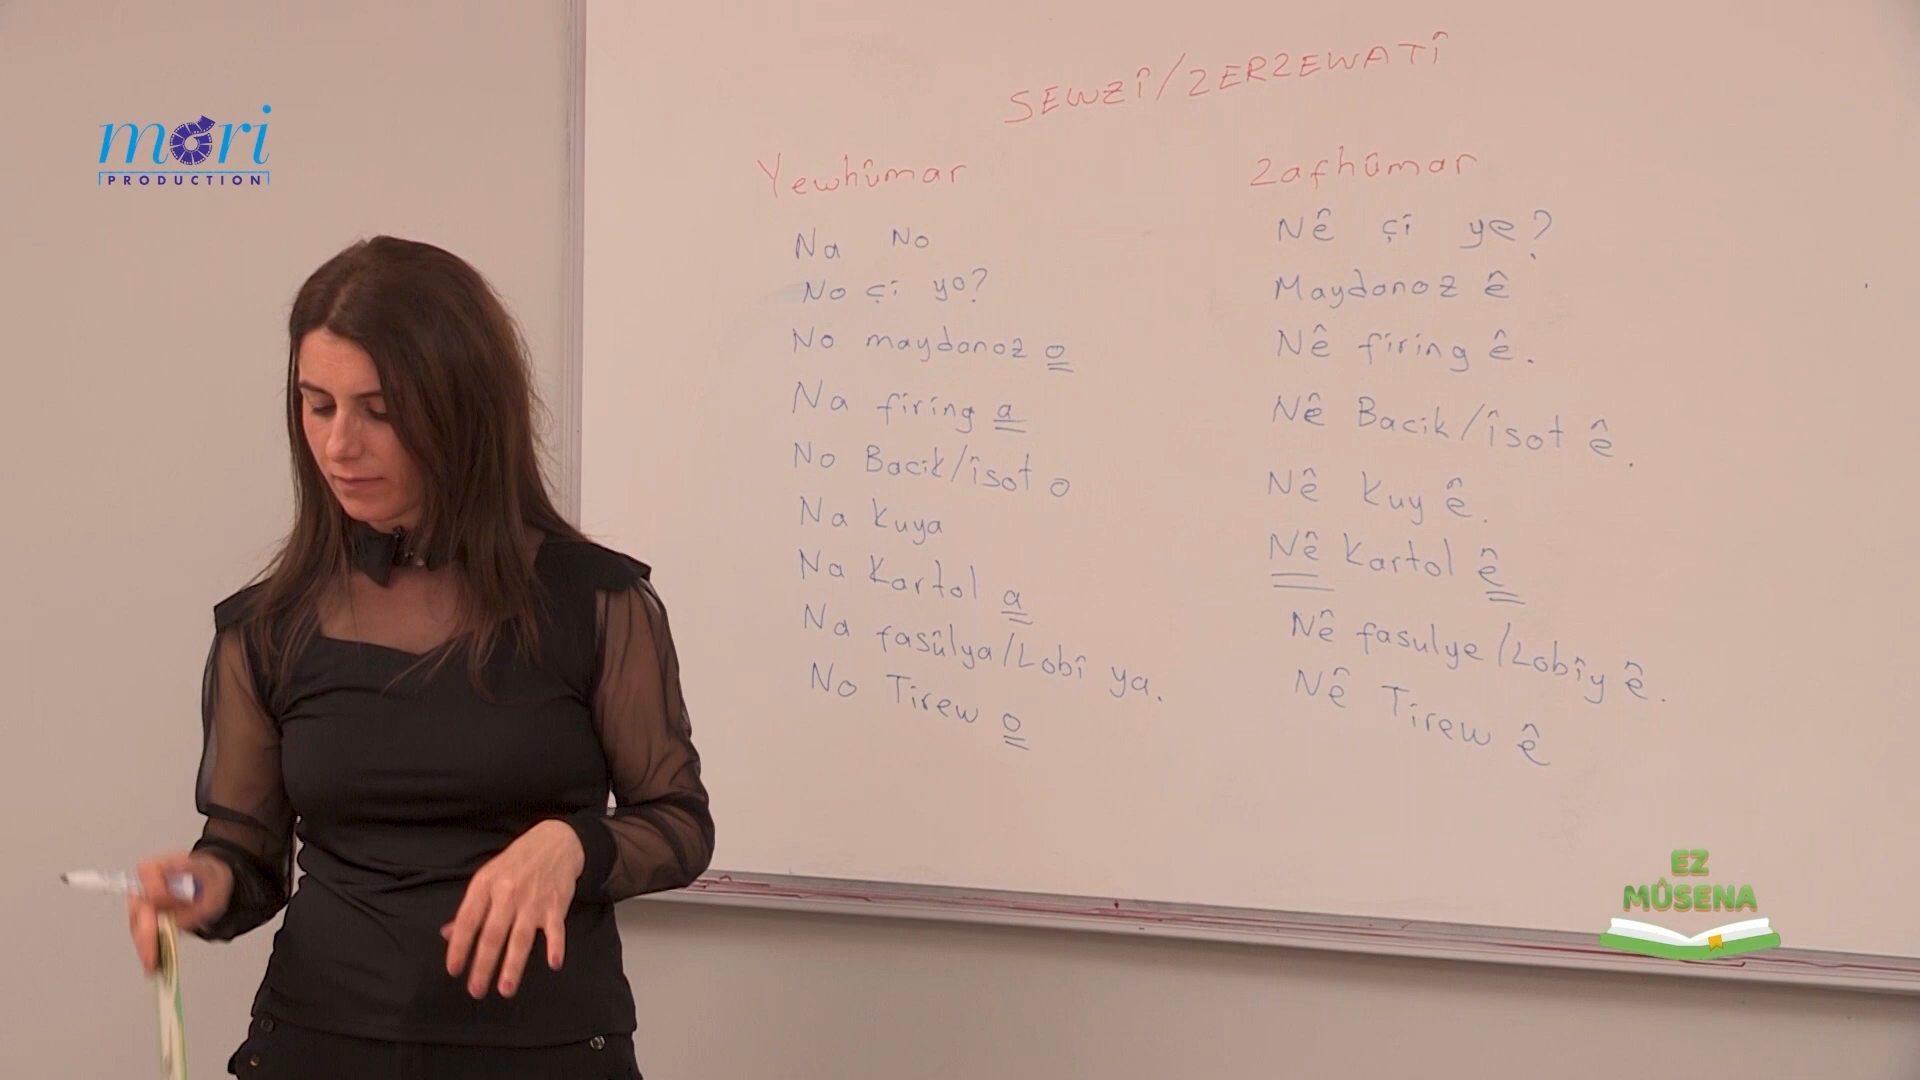 mori
PRODUCTION
SEWZÎ/ZERZEWATÎ
Yewhûmar
Na No
No çi yo?
No maydanoz o
Na firing a
No Bacik/îsot o
Na kuya
Na Kartol a
Na fasûlya/Lobî ya.
No Tirew o
Zafhûmar
Nê çi ye?
Maydonoz ê
Nê firing ê.
Nê Bacik/îsot ê.
Nê kuy ê.
Nê kartol ê
Nê fasulye/Lobîy ê.
Nê Tirew ê
EZ
MÛSENA